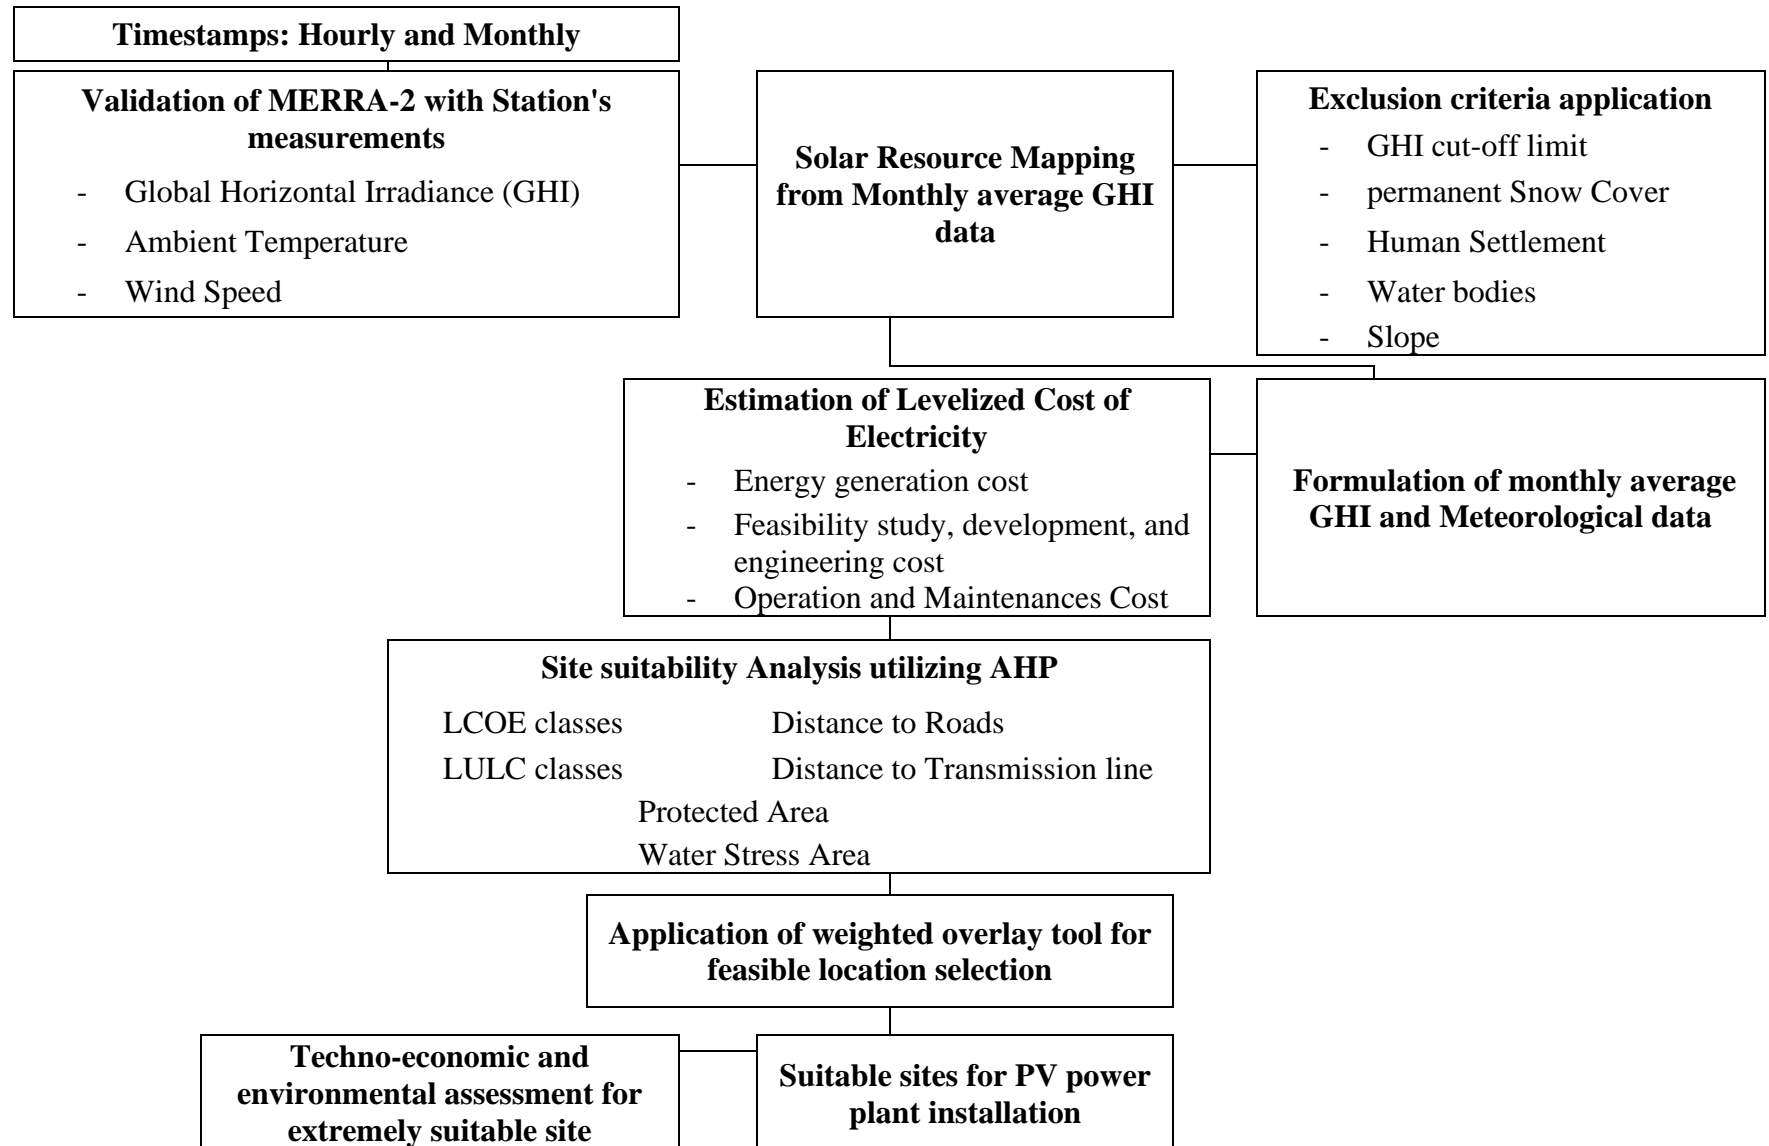 Timestamps: Hourly and Monthly
Validation of MERRA-2 with Station's
measurements
- Global Horizontal Irradiance (GHI)
- Ambient Temperature
- Wind Speed
Solar Resource Mapping
from Monthly average GHI
data
Exclusion criteria application
- GHI cut-off limit
- permanent Snow Cover
- Human Settlement
- Water bodies
- Slope
Estimation of Levelized Cost of
Electricity
- Energy generation cost
- Feasibility study, development, and
engineering cost
- Operation and Maintenances Cost
Formulation of monthly average
GHI and Meteorological data
Site suitability Analysis utilizing AHP
LCOE classes Distance to Roads
LULC classes Distance to Transmission line
Protected Area
Water Stress Area
Application of weighted overlay tool for
feasible location selection
Techno-economic and
environmental assessment for
extremely suitable site
Suitable sites for PV power
plant installation